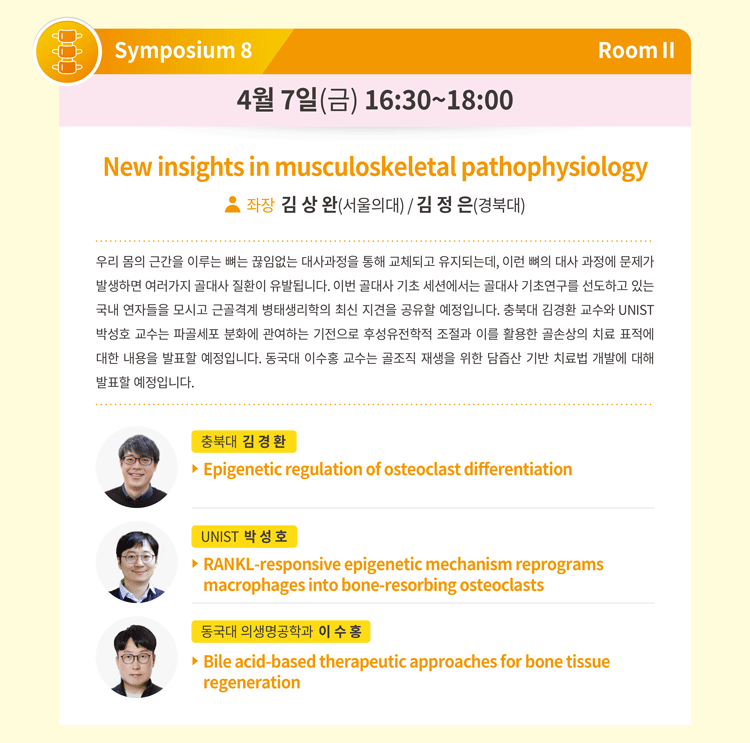 Symposium 8
Room II
4월 7일(금) 16:30~18:00
New insights in musculoskeletal pathophysiology
좌장 김 상 완(서울의대) / 김 정 은(경북대)
우리 몸의 근간을 이루는 뼈는 끊임없는 대사과정을 통해 교체되고 유지되는데, 이런 뼈의 대사 과정에 문제가
발생하면 여러가지 골대사 질환이 유발됩니다. 이번 골대사 기초 세션에서는 골대사 기초연구를 선도하고 있는
국내 연자들을 모시고 근골격계 병태생리학의 최신 지견을 공유할 예정입니다. 충북대 김경환 교수와 UNIST
박성호 교수는 파골세포 분화에 관여하는 기전으로 후성유전학적 조절과 이를 활용한 골손상의 치료 표적에
대한 내용을 발표할 예정입니다. 동국대 이수홍 교수는 골조직 재생을 위한 담즙산 기반 치료법 개발에 대해
발표할 예정입니다.
충북대 김 경 환
Epigenetic regulation of osteoclast differentiation
UNIST 박 성 호
RANKL-responsive epigenetic mechanism reprograms
macrophages into bone-resorbing osteoclasts
동국대 의생명공학과 이 수 홍
Bile acid-based therapeutic approaches for bone tissue
regeneration